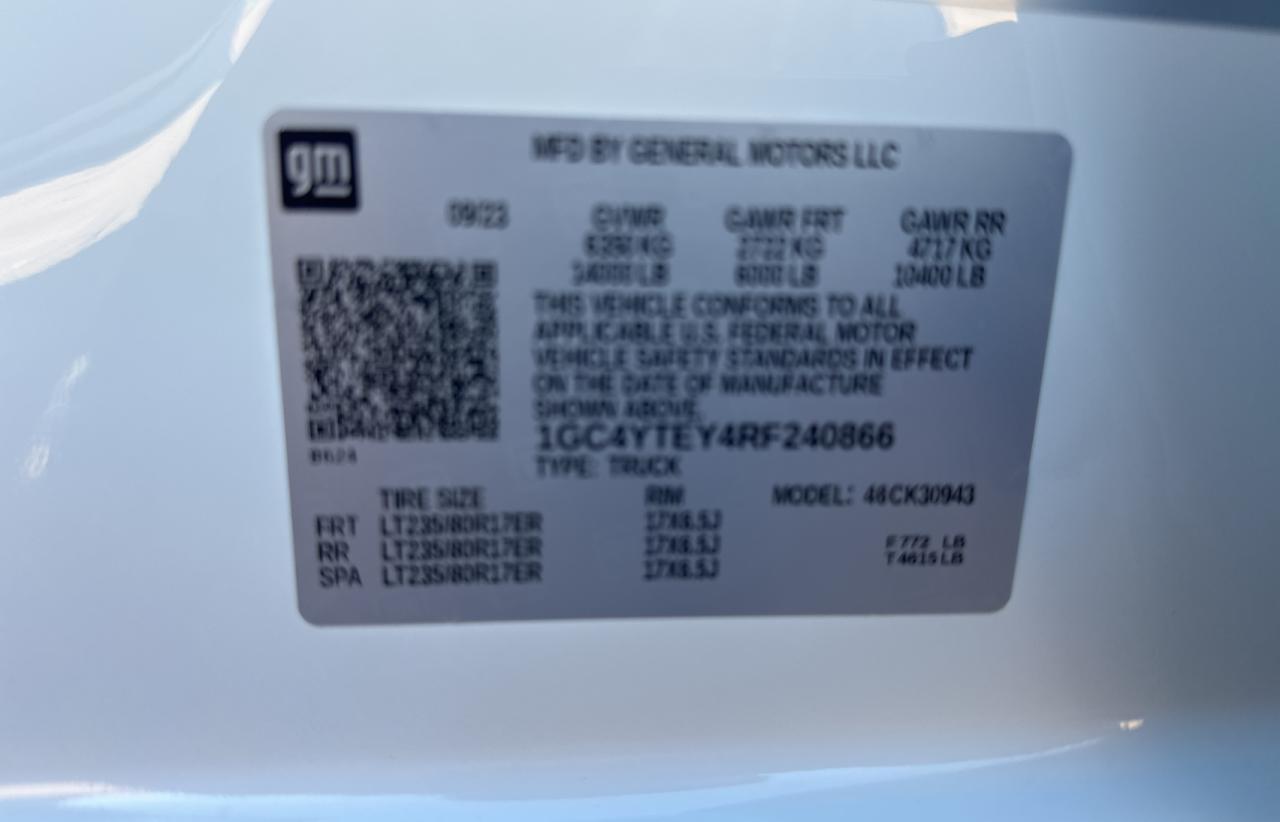 gm
MFD BY GENERAL MOTORS LLC
09/23 GVWR GAWR FRT GAWR RR
6350 KG 2722 KG 4717 KG
14000 LB 6000 LB 10400 LB
THIS VEHICLE CONFORMS TO ALL
APPLICABLE U.S. FEDERAL MOTOR
VEHICLE SAFETY STANDARDS IN EFFECT
ON THE DATE OF MANUFACTURE
SHOWN ABOVE.
1GC4YTEY4RF240866
TYPE: TRUCK
TIRE SIZE RIM MODEL: 46CK30943
FRT LT235/80R17ER 17X6.5J
RR LT235/80R17ER 17X6.5J
SPA LT235/80R17ER 17X6.5J
F 772 LB
T 4615 LB